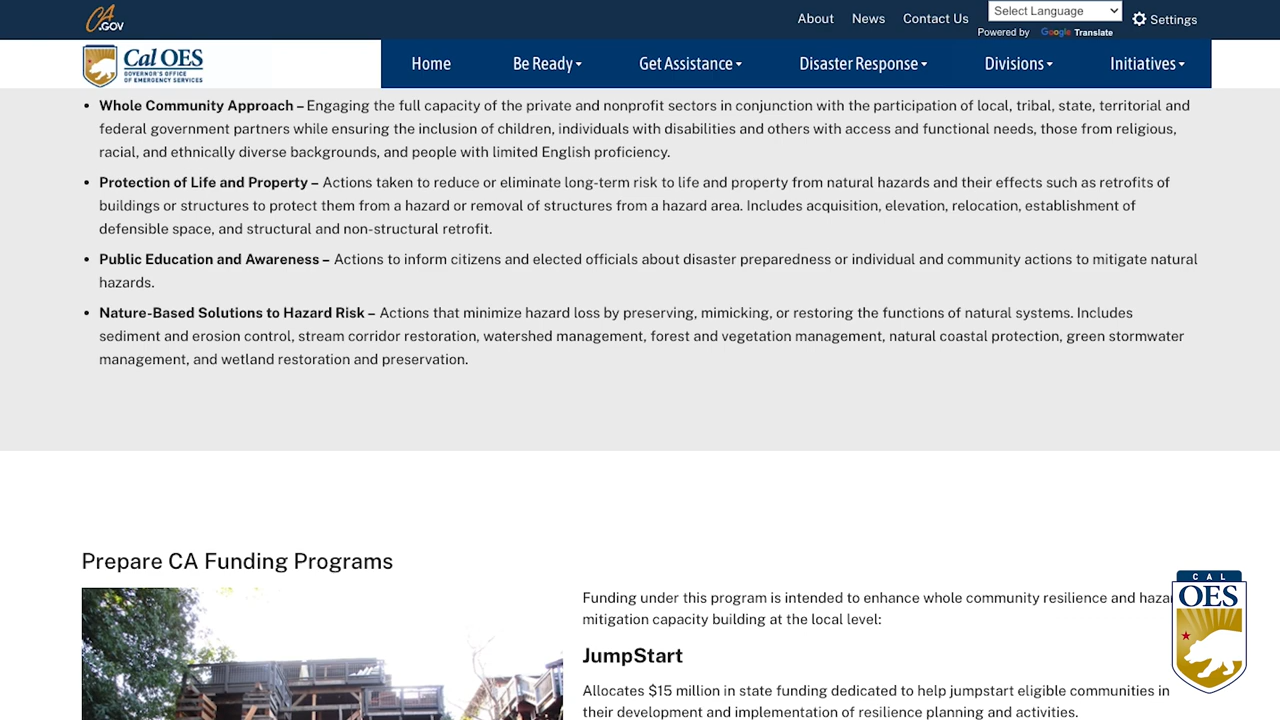 CA.GOV
About News Contact Us Select Language Settings
Powered by Google Translate
Cal OES
GOVERNOR'S OFFICE
OF EMERGENCY SERVICES
Home Be Ready Get Assistance Disaster Response Divisions Initiatives
• Whole Community Approach – Engaging the full capacity of the private and nonprofit sectors in conjunction with the participation of local, tribal, state, territorial and
federal government partners while ensuring the inclusion of children, individuals with disabilities and others with access and functional needs, those from religious,
racial, and ethnically diverse backgrounds, and people with limited English proficiency.
• Protection of Life and Property – Actions taken to reduce or eliminate long-term risk to life and property from natural hazards and their effects such as retrofits of
buildings or structures to protect them from a hazard or removal of structures from a hazard area. Includes acquisition, elevation, relocation, establishment of
defensible space, and structural and non-structural retrofit.
• Public Education and Awareness – Actions to inform citizens and elected officials about disaster preparedness or individual and community actions to mitigate natural
hazards.
• Nature-Based Solutions to Hazard Risk – Actions that minimize hazard loss by preserving, mimicking, or restoring the functions of natural systems. Includes
sediment and erosion control, stream corridor restoration, watershed management, forest and vegetation management, natural coastal protection, green stormwater
management, and wetland restoration and preservation.
Prepare CA Funding Programs
Funding under this program is intended to enhance whole community resilience and hazar
mitigation capacity building at the local level:
JumpStart
Allocates $15 million in state funding dedicated to help jumpstart eligible communities in
their development and implementation of resilience planning and activities.
CAL
OES